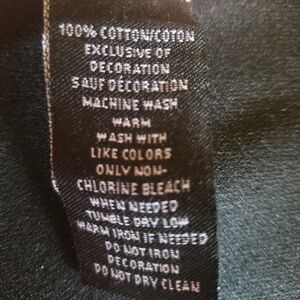 100% COTTON/COTON
EXCLUSIVE OF
DECORATION
SAUF DÉCORATION
MACHINE WASH
WARM
WASH WITH
LIKE COLORS
ONLY NON-
CHLORINE BLEACH
WHEN NEEDED
TUMBLE DRY LOW
WARM IRON IF NEEDED
DO NOT IRON
DECORATION
DO NOT DRY CLEAN